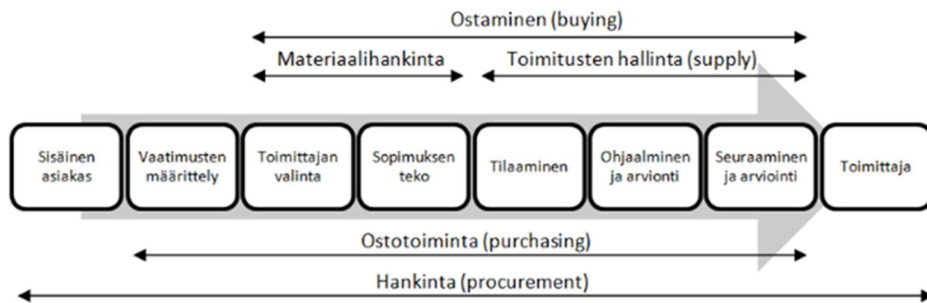 Ostaminen (buying)
Materiaalihankinta
Toimitusten hallinta (supply)
Sisäinen
asiakas
Vaatimusten
määrittely
Toimittajan
valinta
Sopimuksen
teko
Tilaaminen
Ohjaalminen
ja arvionti
Seuraaminen
ja arviointi
Toimittaja
Ostotoiminta (purchasing)
Hankinta (procurement)